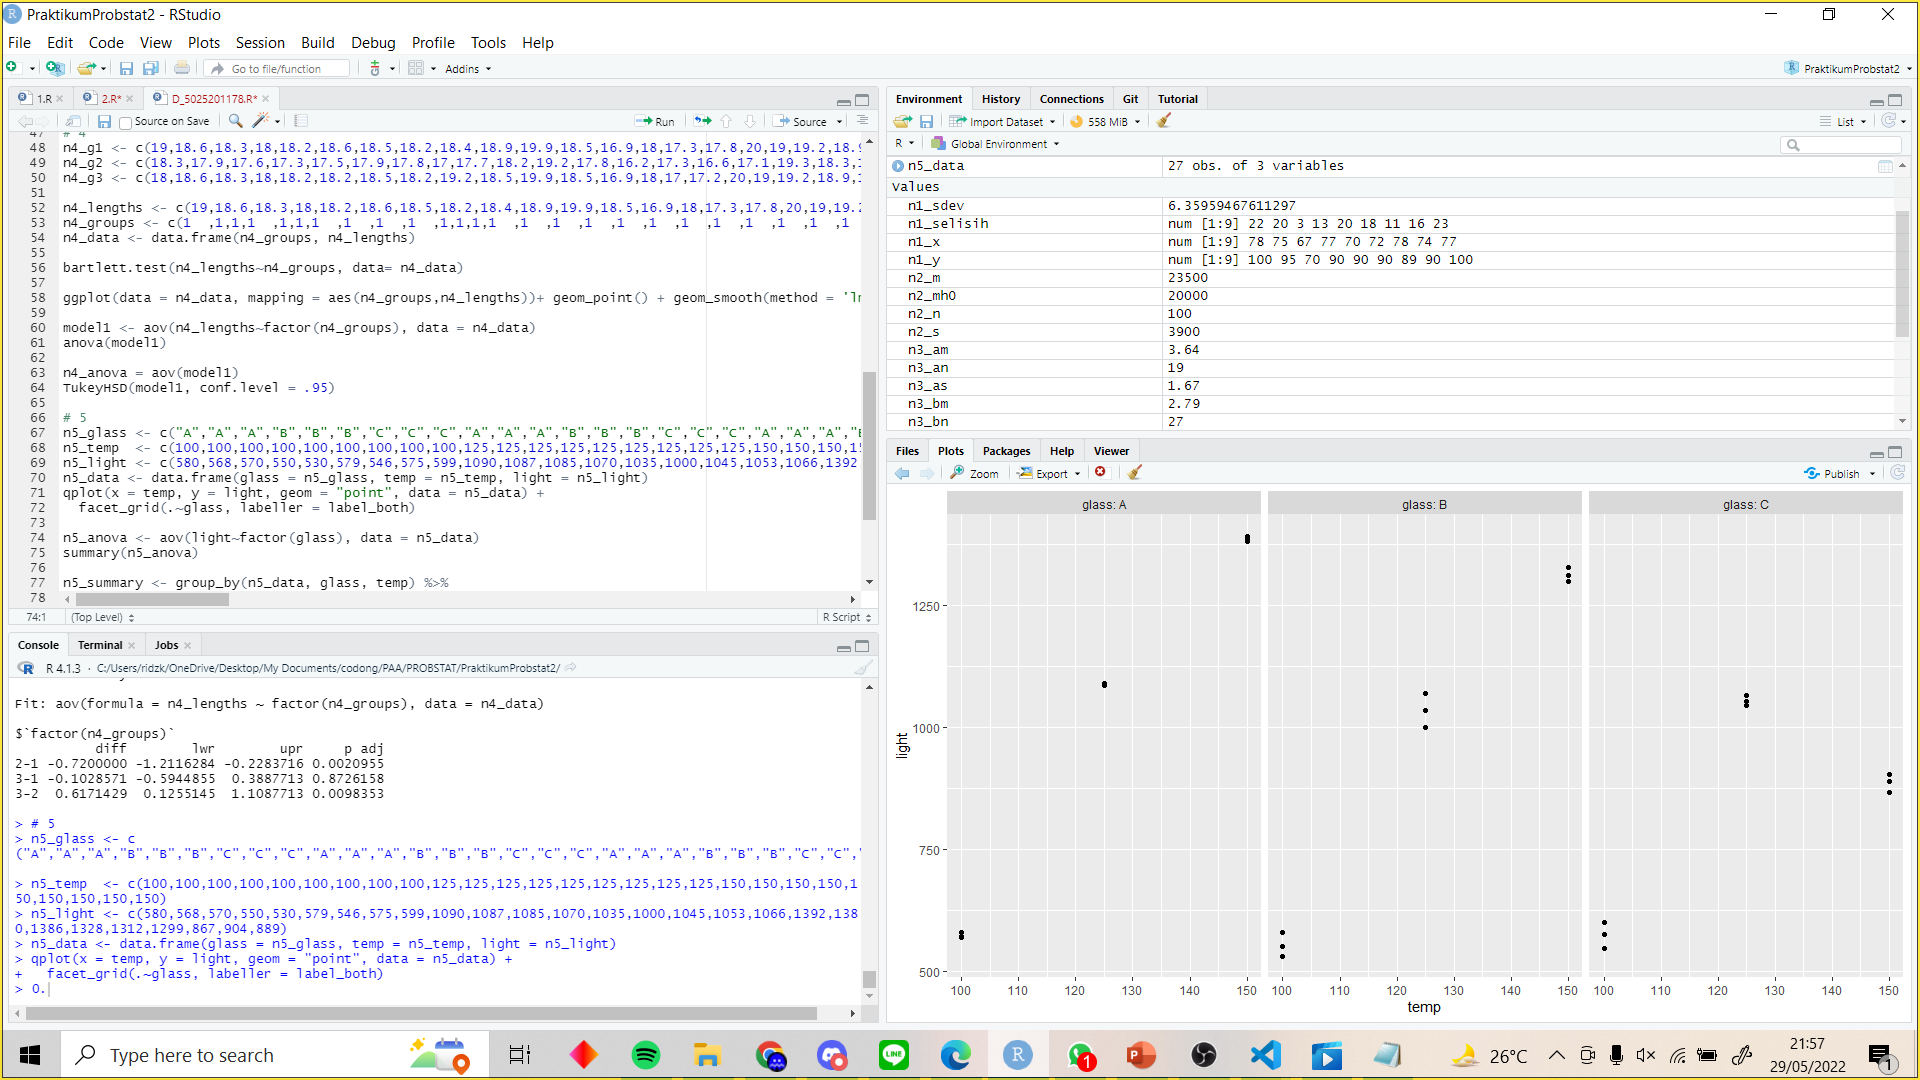 PraktikumProbstat2 - RStudio
File Edit Code View Plots Session Build Debug Profile Tools Help
Go to file/function
Addins
PraktikumProbstat2
1.R
2.R*
D_5025201178.R*
Source on Save
Run
Source
47 # 4
48 n4_g1 <- c(19,18.6,18.3,18,18.2,18.6,18.5,18.2,18.4,18.9,19.9,18.5,16.9,18,17.3,17.8,20,19,19.2,18.9
49 n4_g2 <- c(18.3,17.9,17.6,17.3,17.5,17.9,17.8,17,17.7,18.2,19.2,17.8,16.2,17.3,16.6,17.1,19.3,18.3,1
50 n4_g3 <- c(18,18.6,18.3,18,18.2,18.2,18.5,18.2,19.2,18.5,19.9,18.5,16.9,18,17,17.2,20,19,19.2,18.9,1
51
52 n4_lengths <- c(19,18.6,18.3,18,18.2,18.6,18.5,18.2,18.4,18.9,19.9,18.5,16.9,18,17.3,17.8,20,19,19.2
53 n4_groups <- c(1 ,1,1,1 ,1,1,1 ,1 ,1 ,1 ,1,1,1,1 ,1 ,1 ,1 ,1 ,1 ,1 ,1 ,1 ,1 ,1 ,1
54 n4_data <- data.frame(n4_groups, n4_lengths)
55
56 bartlett.test(n4_lengths~n4_groups, data= n4_data)
57
58 ggplot(data = n4_data, mapping = aes(n4_groups,n4_lengths))+ geom_point() + geom_smooth(method = 'lm
59
60 model1 <- aov(n4_lengths~factor(n4_groups), data = n4_data)
61 anova(model1)
62
63 n4_anova = aov(model1)
64 TukeyHSD(model1, conf.level = .95)
65
66 # 5
67 n5_glass <- c("A","A","A","B","B","B","C","C","C","A","A","A","B","B","B","C","C","C","A","A","A","B
68 n5_temp <- c(100,100,100,100,100,100,100,100,100,125,125,125,125,125,125,125,125,125,150,150,150,15
69 n5_light <- c(580,568,570,550,530,579,546,575,599,1090,1087,1085,1070,1035,1000,1045,1053,1066,1392,
70 n5_data <- data.frame(glass = n5_glass, temp = n5_temp, light = n5_light)
71 qplot(x = temp, y = light, geom = "point", data = n5_data) +
72 facet_grid(.~glass, labeller = label_both)
73
74 n5_anova <- aov(light~factor(glass), data = n5_data)
75 summary(n5_anova)
76
77 n5_summary <- group_by(n5_data, glass, temp) %>%
78
74:1 (Top Level) R Script
Console Terminal Jobs
R 4.1.3 · C:/Users/ridzk/OneDrive/Desktop/My Documents/codong/PAA/PROBSTAT/PraktikumProbstat2/
Fit: aov(formula = n4_lengths ~ factor(n4_groups), data = n4_data)
$`factor(n4_groups)`
diff lwr upr p adj
2-1 -0.7200000 -1.2116284 -0.2283716 0.0020955
3-1 -0.1028571 -0.5944855 0.3887713 0.8726158
3-2 0.6171429 0.1255145 1.1087713 0.0098353
> # 5
> n5_glass <- c
("A","A","A","B","B","B","C","C","C","A","A","A","B","B","B","C","C","C","A","A","A","B","B","B","C","C",
> n5_temp <- c(100,100,100,100,100,100,100,100,100,125,125,125,125,125,125,125,125,125,150,150,150,150,1
50,150,150,150,150)
> n5_light <- c(580,568,570,550,530,579,546,575,599,1090,1087,1085,1070,1035,1000,1045,1053,1066,1392,138
0,1386,1328,1312,1299,867,904,889)
> n5_data <- data.frame(glass = n5_glass, temp = n5_temp, light = n5_light)
> qplot(x = temp, y = light, geom = "point", data = n5_data) +
+ facet_grid(.~glass, labeller = label_both)
> 0.
Environment History Connections Git Tutorial
Import Dataset 558 MiB List
R Global Environment
n5_data 27 obs. of 3 variables
Values
n1_sdev 6.35959467611297
n1_selisih num [1:9] 22 20 3 13 20 18 11 16 23
n1_x num [1:9] 78 75 67 77 70 72 78 74 77
n1_y num [1:9] 100 95 70 90 90 90 89 90 100
n2_m 23500
n2_mh0 20000
n2_n 100
n2_s 3900
n3_am 3.64
n3_an 19
n3_as 1.67
n3_bm 2.79
n3_bn 27
Files Plots Packages Help Viewer
Zoom Export Publish
glass: A glass: B glass: C
1250
1000
750
500
light
100 110 120 130 140 150 100 110 120 130 140 150 100 110 120 130 140 150
temp
Type here to search
1
26°C
21:57
29/05/2022
1